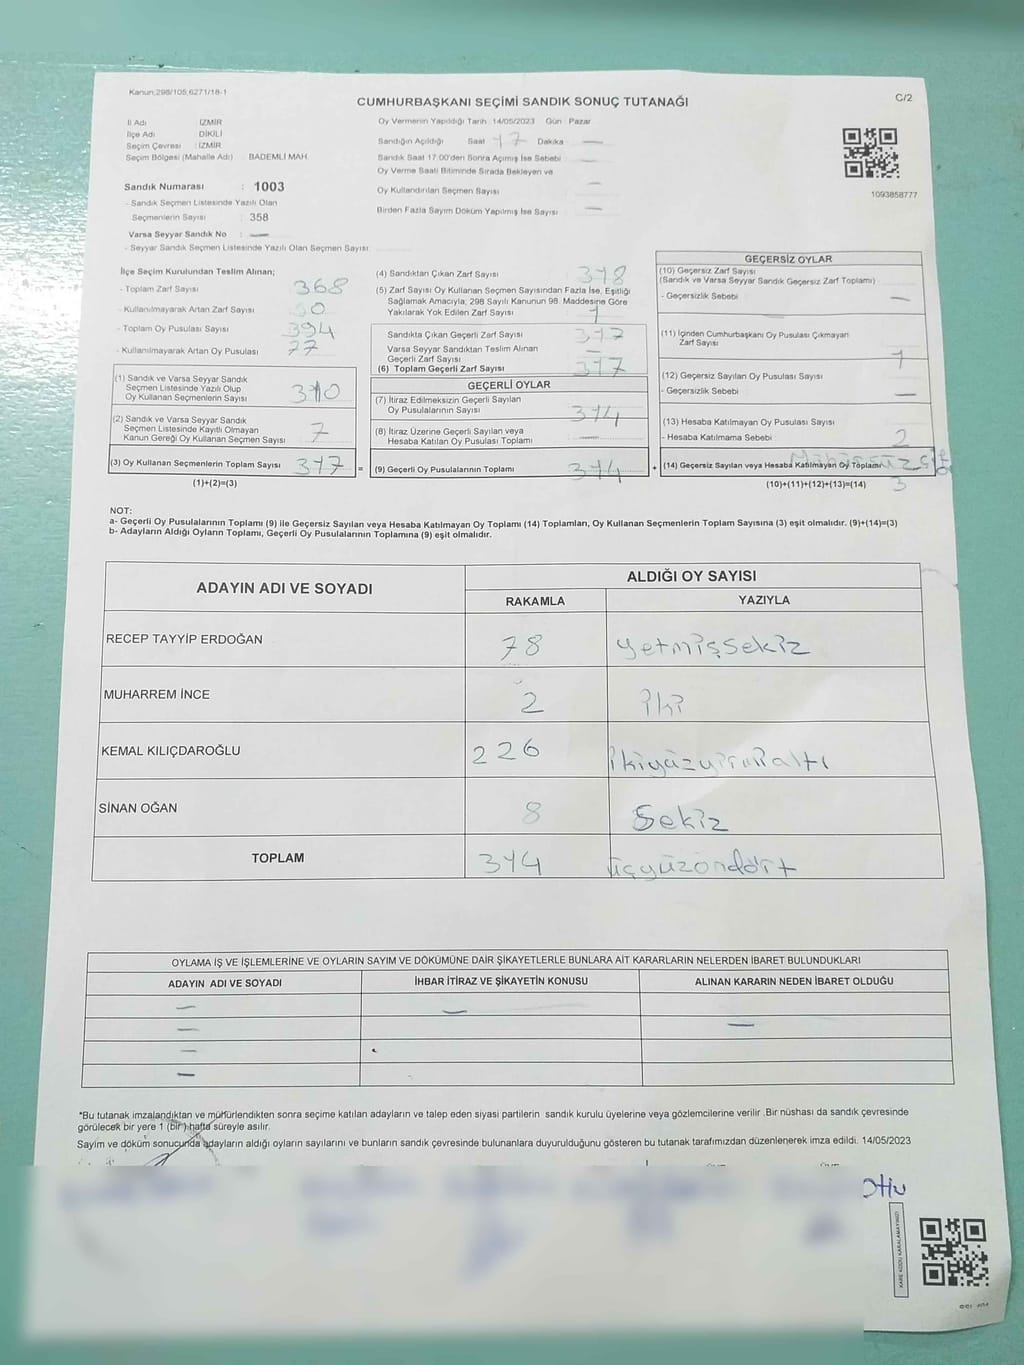 Kanun;298/105;6271/18-1
CUMHURBAŞKANI SEÇİMİ SANDIK SONUÇ TUTANAĞI
C/2
İl Adı İZMİR
İlçe Adı DİKİLİ
Seçim Çevresi : İZMİR
Seçim Bölgesi (Mahalle Adı) : BADEMLİ MAH.
Sandık Numarası : 1003
- Sandık Seçmen Listesinde Yazılı Olan
Seçmenlerin Sayısı : 358
Varsa Seyyar Sandık No : —
- Seyyar Sandık Seçmen Listesinde Yazılı Olan Seçmen Sayısı
Oy Vermenin Yapıldığı Tarih : 14/05/2023 Gün : Pazar
Sandığın Açıldığı Saat 17 Dakika —
Sandık Saat 17:00'den Sonra Açılmış İse Sebebi —
Oy Verme Saati Bitiminde Sırada Bekleyen ve
Oy Kullandırılan Seçmen Sayısı —
Birden Fazla Sayım Döküm Yapılmış İse Sayısı —
1093858777
İlçe Seçim Kurulundan Teslim Alınan;
- Toplam Zarf Sayısı 368
- Kullanılmayarak Artan Zarf Sayısı
- Toplam Oy Pusulası Sayısı 394
- Kullanılmayarak Artan Oy Pusulası 77
(1) Sandık ve Varsa Seyyar Sandık
Seçmen Listesinde Yazılı Olup
Oy Kullanan Seçmenlerin Sayısı 310
(2) Sandık ve Varsa Seyyar Sandık
Seçmen Listesinde Kayıtlı Olmayan
Kanun Gereği Oy Kullanan Seçmen Sayısı 7
(3) Oy Kullanan Seçmenlerin Toplam Sayısı 317 =
(1)+(2)=(3)
(4) Sandıktan Çıkan Zarf Sayısı 318
(5) Zarf Sayısı Oy Kullanan Seçmen Sayısından Fazla İse, Eşitliği
Sağlamak Amacıyla, 298 Sayılı Kanunun 98. Maddesine Göre
Yakılarak Yok Edilen Zarf Sayısı 1
Sandıkta Çıkan Geçerli Zarf Sayısı 317
Varsa Seyyar Sandıktan Teslim Alınan
Geçerli Zarf Sayısı —
(6) Toplam Geçerli Zarf Sayısı 317
GEÇERLİ OYLAR
(7) İtiraz Edilmeksizin Geçerli Sayılan
Oy Pusulalarının Sayısı 314
(8) İtiraz Üzerine Geçerli Sayılan veya
Hesaba Katılan Oy Pusulası Toplamı —
(9) Geçerli Oy Pusulalarının Toplamı 314 +
GEÇERSİZ OYLAR
(10) Geçersiz Zarf Sayısı
(Sandık ve Varsa Seyyar Sandık Geçersiz Zarf Toplamı)
- Geçersizlik Sebebi —
(11) İçinden Cumhurbaşkanı Oy Pusulası Çıkmayan
Zarf Sayısı 1
(12) Geçersiz Sayılan Oy Pusulası Sayısı
- Geçersizlik Sebebi —
(13) Hesaba Katılmayan Oy Pusulası Sayısı
- Hesaba Katılmama Sebebi 2
(14) Geçersiz Sayılan veya Hesaba Katılmayan Oy Toplamı
(10)+(11)+(12)+(13)=(14) 3
NOT:
a- Geçerli Oy Pusulalarının Toplamı (9) ile Geçersiz Sayılan veya Hesaba Katılmayan Oy Toplamı (14) Toplamları, Oy Kullanan Seçmenlerin Toplam Sayısına (3) eşit olmalıdır. (9)+(14)=(3)
b- Adayların Aldığı Oyların Toplamı, Geçerli Oy Pusulalarının Toplamına (9) eşit olmalıdır.
ADAYIN ADI VE SOYADI
ALDIĞI OY SAYISI
RAKAMLA YAZIYLA
RECEP TAYYİP ERDOĞAN 78 yetmişsekiz
MUHARREM İNCE 2 iki
KEMAL KILIÇDAROĞLU 226 ikiyüzyirmialtı
SİNAN OĞAN 8 Sekiz
TOPLAM 314 üçyüzöndört
OYLAMA İŞ VE İŞLEMLERİNE VE OYLARIN SAYIM VE DÖKÜMÜNE DAİR ŞİKAYETLERLE BUNLARA AİT KARARLARIN NELERDEN İBARET BULUNDUKLARI
ADAYIN ADI VE SOYADI İHBAR İTİRAZ VE ŞİKAYETİN KONUSU ALINAN KARARIN NEDEN İBARET OLDUĞU
— —
— —
—
—
*Bu tutanak imzalandıktan ve mühürlendikten sonra seçime katılan adayların ve talep eden siyasi partilerin sandık kurulu üyelerine veya gözlemcilerine verilir .Bir nüshası da sandık çevresinde
görülecek bir yere 1 (bir ) hafta süreyle asılır.
Sayım ve döküm sonucunda adayların aldığı oyların sayılarını ve bunların sandık çevresinde bulunanlara duyurulduğunu gösteren bu tutanak tarafımızdan düzenlenerek imza edildi. 14/05/2023
KARE KODU KARALAMAYINIZ!